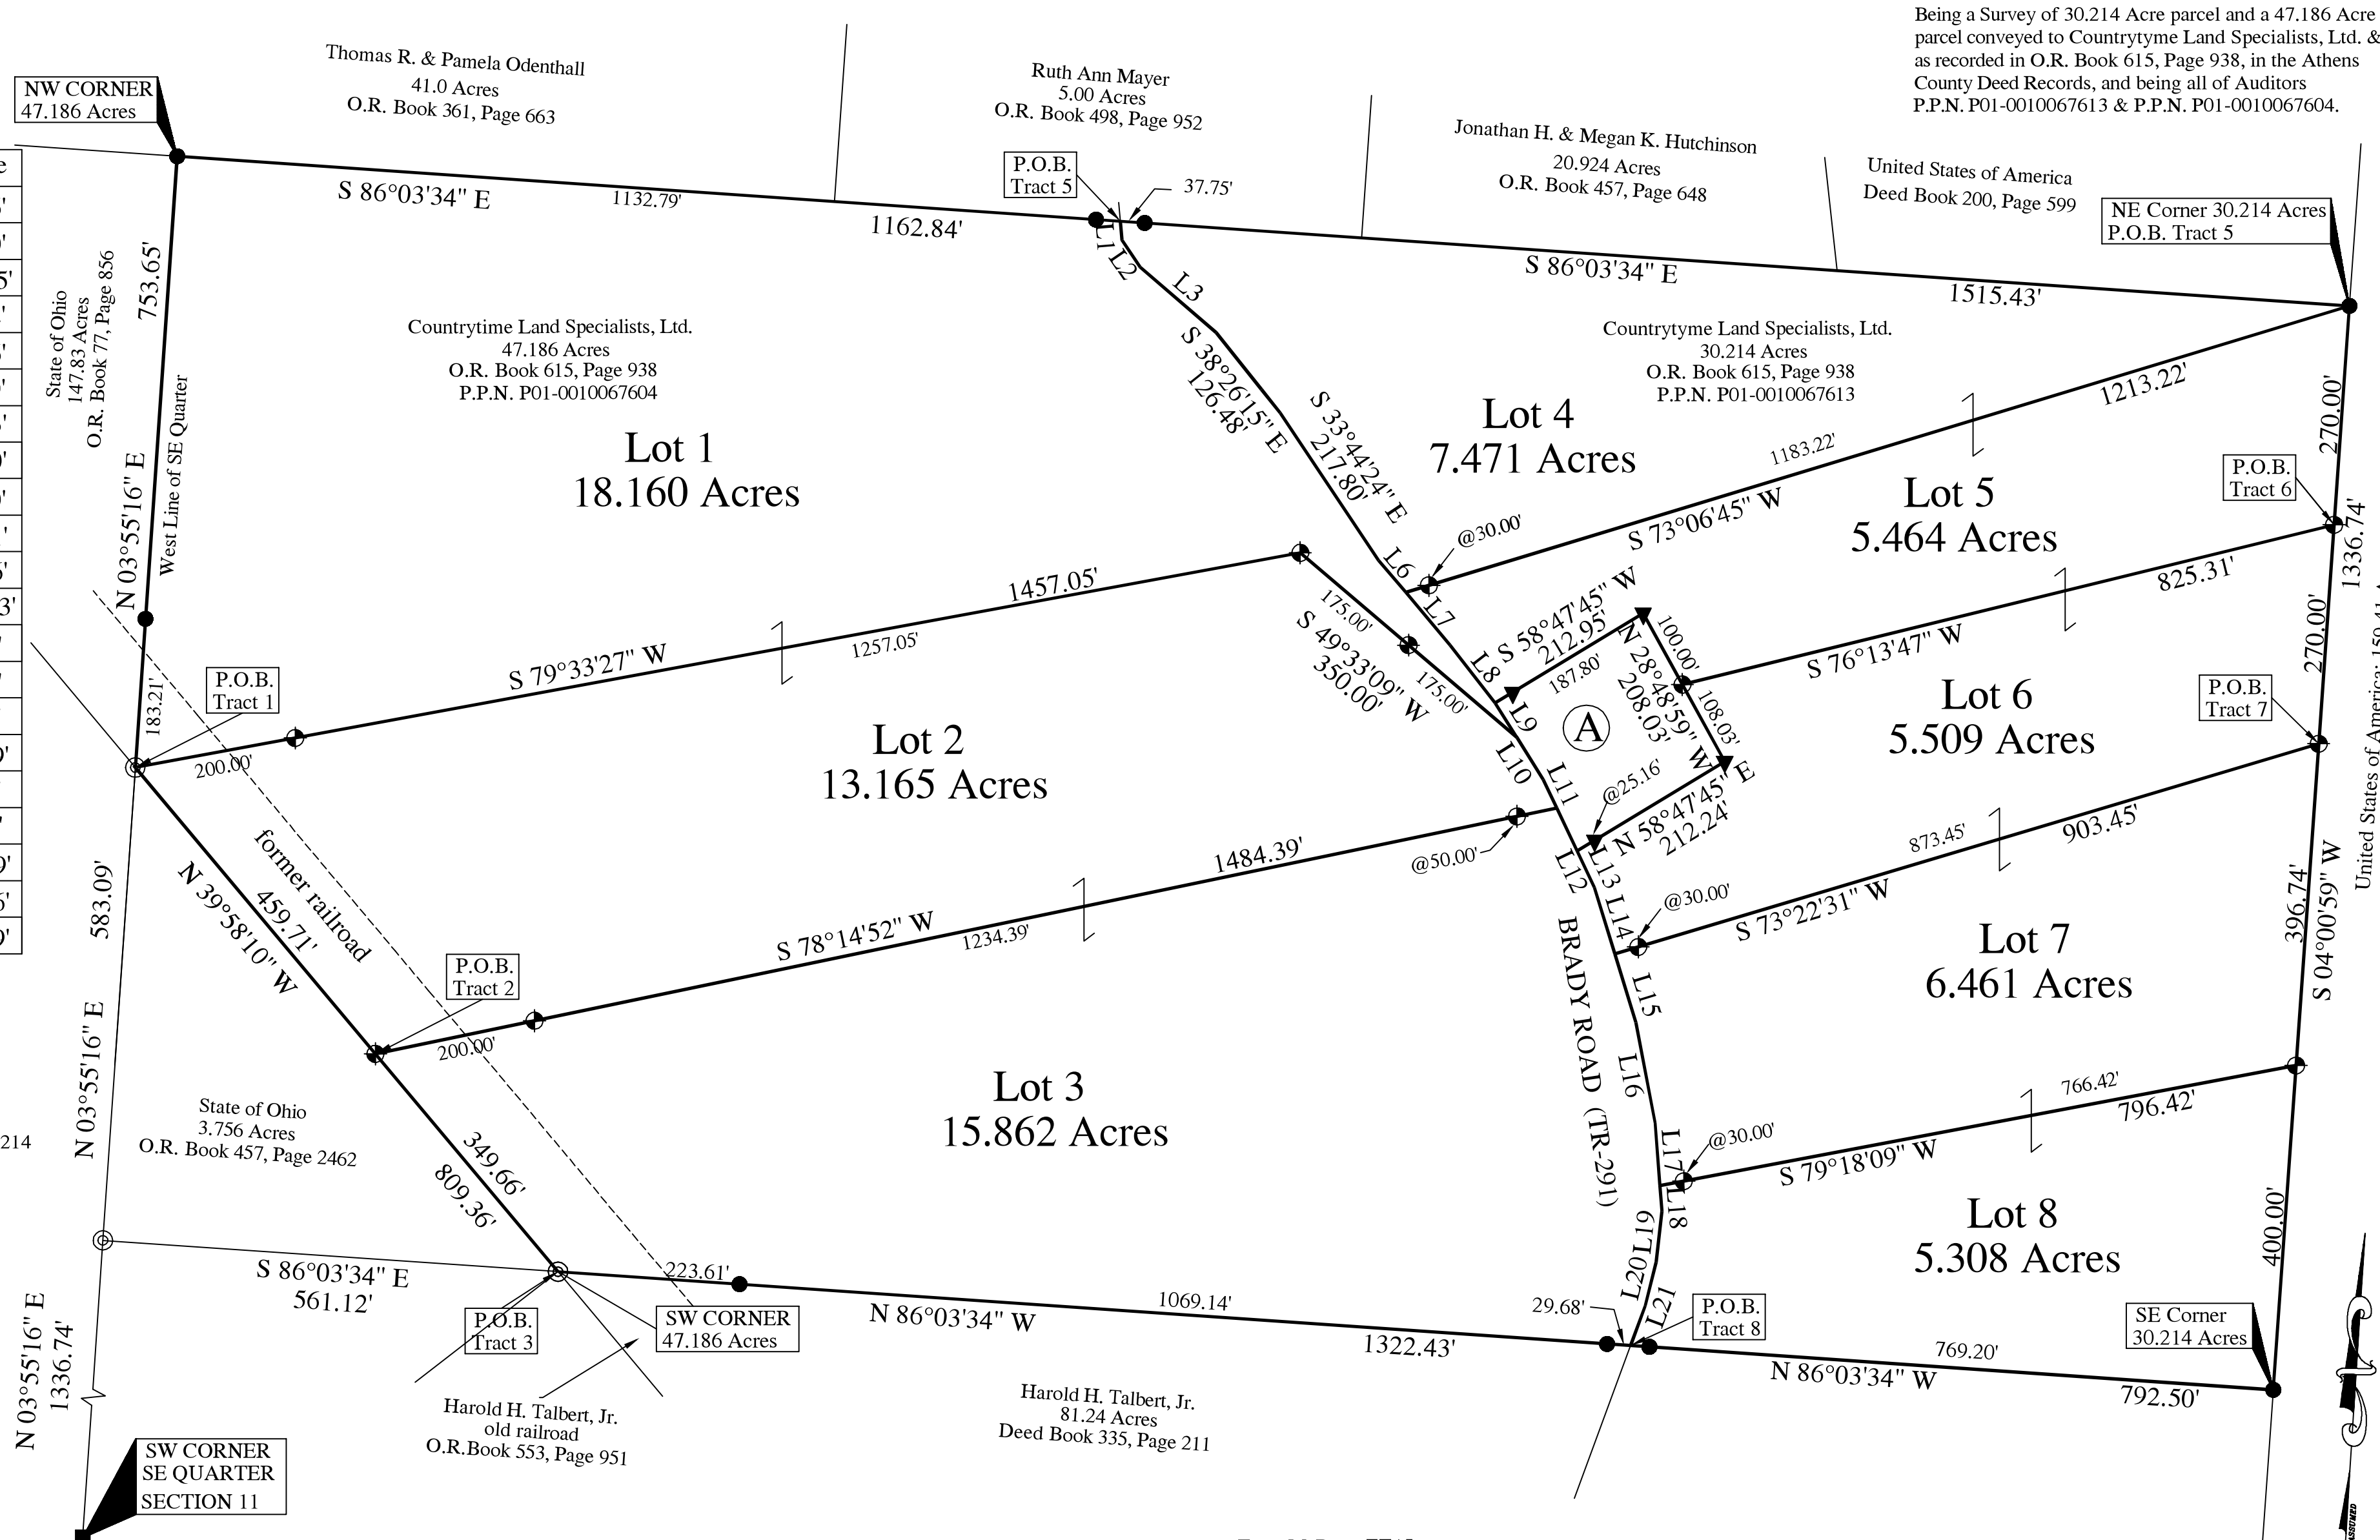 Being a Survey of 30.214 Acre parcel and a 47.186 Acre
parcel conveyed to Countrytyme Land Specialists, Ltd. &
as recorded in O.R. Book 615, Page 938, in the Athens
County Deed Records, and being all of Auditors
P.P.N. P01-0010067613 & P.P.N. P01-0010067604.
Thomas R. & Pamela Odenthall
41.0 Acres
O.R. Book 361, Page 663
Ruth Ann Mayer
5.00 Acres
O.R. Book 498, Page 952
Jonathan H. & Megan K. Hutchinson
20.924 Acres
O.R. Book 457, Page 648
United States of America
Deed Book 200, Page 599
NW CORNER
47.186 Acres
P.O.B.
Tract 5
37.75'
NE Corner 30.214 Acres
P.O.B. Tract 5
S 86°03'34" E
1132.79'
1162.84'
S 86°03'34" E
1515.43'
L1
L2
L3
State of Ohio
147.83 Acres
O.R. Book 77, Page 856
753.65'
N 03°55'16" E
West Line of SE Quarter
Countrytime Land Specialists, Ltd.
47.186 Acres
O.R. Book 615, Page 938
P.P.N. P01-0010067604
Countrytyme Land Specialists, Ltd.
30.214 Acres
O.R. Book 615, Page 938
P.P.N. P01-0010067613
S 38°26'15" E
126.48'
S 33°44'24" E
217.80'
Lot 1
18.160 Acres
Lot 4
7.471 Acres
1213.22'
1183.22'
S 73°06'45" W
@30.00'
270.00'
Lot 5
5.464 Acres
P.O.B.
Tract 6
1336.74'
L6
L7
L8
L9
L10
L11
1457.05'
1257.05'
S 79°33'27" W
175.00'
175.00'
S 49°33'09" W
350.00'
S 58°47'45" W
212.95'
187.80'
100.00'
108.03'
N 28°48'59" W
208.03'
A
825.31'
S 76°13'47" W
270.00'
United States of America: 159.41
P.O.B.
Tract 1
183.21'
200.00'
Lot 2
13.165 Acres
Lot 6
5.509 Acres
P.O.B.
Tract 7
@25.16'
N 58°47'45" E
212.24'
L12
L13
L14
903.45'
873.45'
S 73°22'31" W
@30.00'
@50.00'
1484.39'
1234.39'
S 78°14'52" W
former railroad
583.09'
N 39°58'10" W
459.71'
396.74'
S 04°00'59" W
P.O.B.
Tract 2
200.00'
BRADY ROAD (TR-291)
L15
L16
L17
L18
L19
L20
L21
Lot 7
6.461 Acres
N 03°55'16" E
State of Ohio
3.756 Acres
O.R. Book 457, Page 2462
214
349.66'
809.36'
Lot 3
15.862 Acres
766.42'
796.42'
S 79°18'09" W
@30.00'
Lot 8
5.308 Acres
400.00'
S 86°03'34" E
561.12'
223.61'
N 86°03'34" W
1069.14'
1322.43'
29.68'
P.O.B.
Tract 3
SW CORNER
47.186 Acres
P.O.B.
Tract 8
SE Corner
30.214 Acres
769.20'
N 86°03'34" W
792.50'
N 03°55'16" E
1336.74'
Harold H. Talbert, Jr.
old railroad
O.R.Book 553, Page 951
Harold H. Talbert, Jr.
81.24 Acres
Deed Book 335, Page 211
SW CORNER
SE QUARTER
SECTION 11
ASSUMED